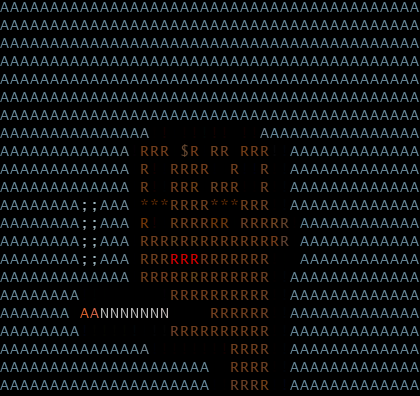 AAAAAAAAAAAAAAAAAAAAAAAAAAAAAAAAAAAAAAAAAA
AAAAAAAAAAAAAAAAAAAAAAAAAAAAAAAAAAAAAAAAAA
AAAAAAAAAAAAAAAAAAAAAAAAAAAAAAAAAAAAAAAAAA
AAAAAAAAAAAAAAAAAAAAAAAAAAAAAAAAAAAAAAAAAA
AAAAAAAAAAAAAAAAAAAAAAAAAAAAAAAAAAAAAAAAAA
AAAAAAAAAAAAAAAAAAAAAAAAAAAAAAAAAAAAAAAAAA
AAAAAAAAAAAAAAAAAAAAAAAAAAAAAAAAAAAAAAAAAA
AAAAAAAAAAAAAAA           AAAAAAAAAAAAAAAA
AAAAAAAAAAAAA RRR $R RR RRR  AAAAAAAAAAAAA
AAAAAAAAAAAAA R  RRRR  R  R  AAAAAAAAAAAAA
AAAAAAAAAAAAA R  RRR RRR  R  AAAAAAAAAAAAA
AAAAAAAA;;AAA ***RRRR***RRR  AAAAAAAAAAAAA
AAAAAAAA;;AAA R  RRRRRR RRRRR AAAAAAAAAAAA
AAAAAAAA;;AAA RRRRRRRRRRRRRRR AAAAAAAAAAAA
AAAAAAAA;;AAA RRRRRRRRRRRRR   AAAAAAAAAAAA
AAAAAAAAAAAAA RRRRRRRRRRRRR  AAAAAAAAAAAAA
AAAAAAAA         RRRRRRRRRR  AAAAAAAAAAAAA
AAAAAAA AANNNNNNN    RRRRRR  AAAAAAAAAAAAA
AAAAAAAA         RRRRRRRRRR  AAAAAAAAAAAAA
AAAAAAAAAAAAAAA        RRRR  AAAAAAAAAAAAA
AAAAAAAAAAAAAAAAAAAAA  RRRR  AAAAAAAAAAAAA
AAAAAAAAAAAAAAAAAAAAA  RRRR  AAAAAAAAAAAAA